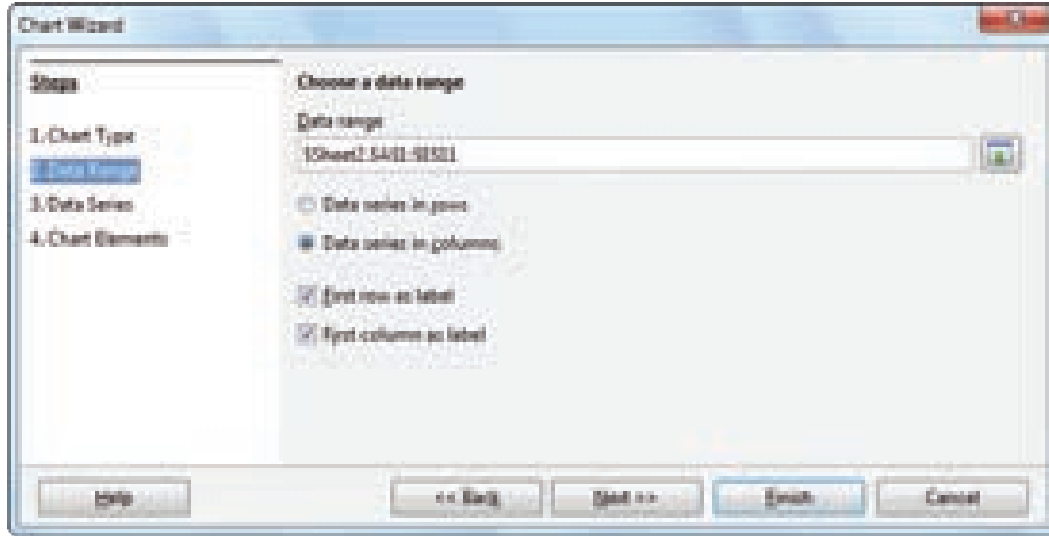 Chart Wizard
Steps
1. Chart Type
2. Data Range
3. Data Series
4. Chart Elements
Choose a data range
Data range
Data series in rows
Data series in columns
First row as label
First column as label
Help
<< Back
Next >>
Finish
Cancel